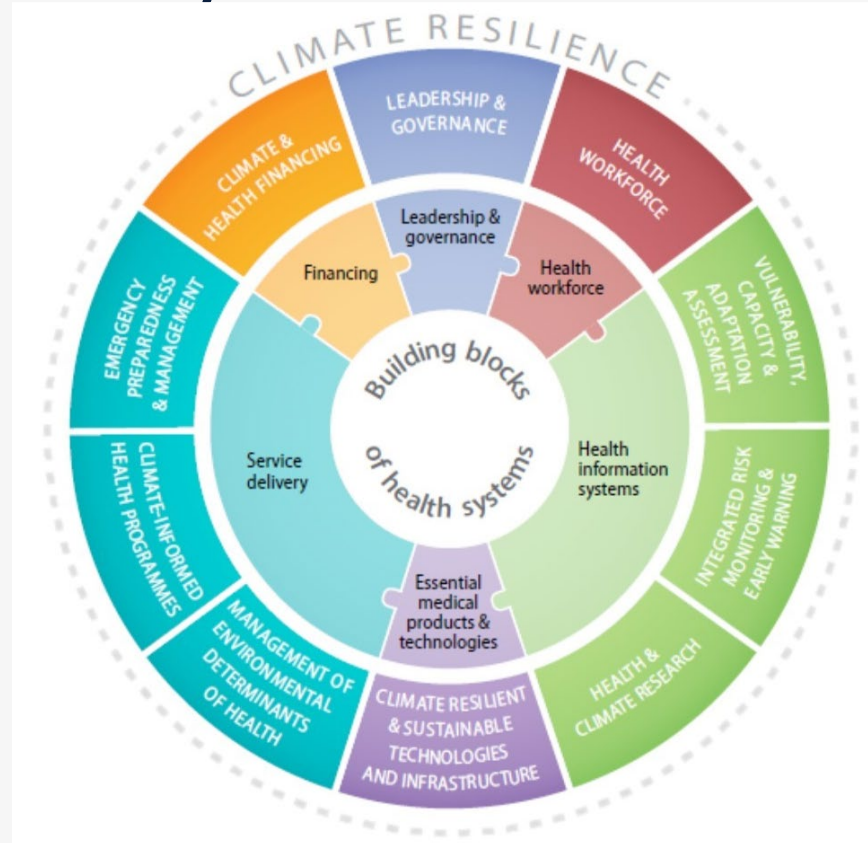 CLIMATE RESILIENCE
LEADERSHIP &
GOVERNANCE
HEALTH
WORKFORCE
VULNERABILITY,
CAPACITY &
ADAPTATION
ASSESSMENT
INTEGRATED RISK
MONITORING &
EARLY WARNING
HEALTH &
CLIMATE RESEARCH
CLIMATE RESILIENT
& SUSTAINABLE
TECHNOLOGIES
AND INFRASTRUCTURE
MANAGEMENT OF
ENVIRONMENTAL
DETERMINANTS
OF HEALTH
CLIMATE-INFORMED
HEALTH PROGRAMMES
EMERGENCY
PREPAREDNESS
& MANAGEMENT
CLIMATE &
HEALTH FINANCING
Leadership &
governance
Health
workforce
Health
information
systems
Essential
medical
products &
technologies
Service
delivery
Financing
Building blocks
of health systems